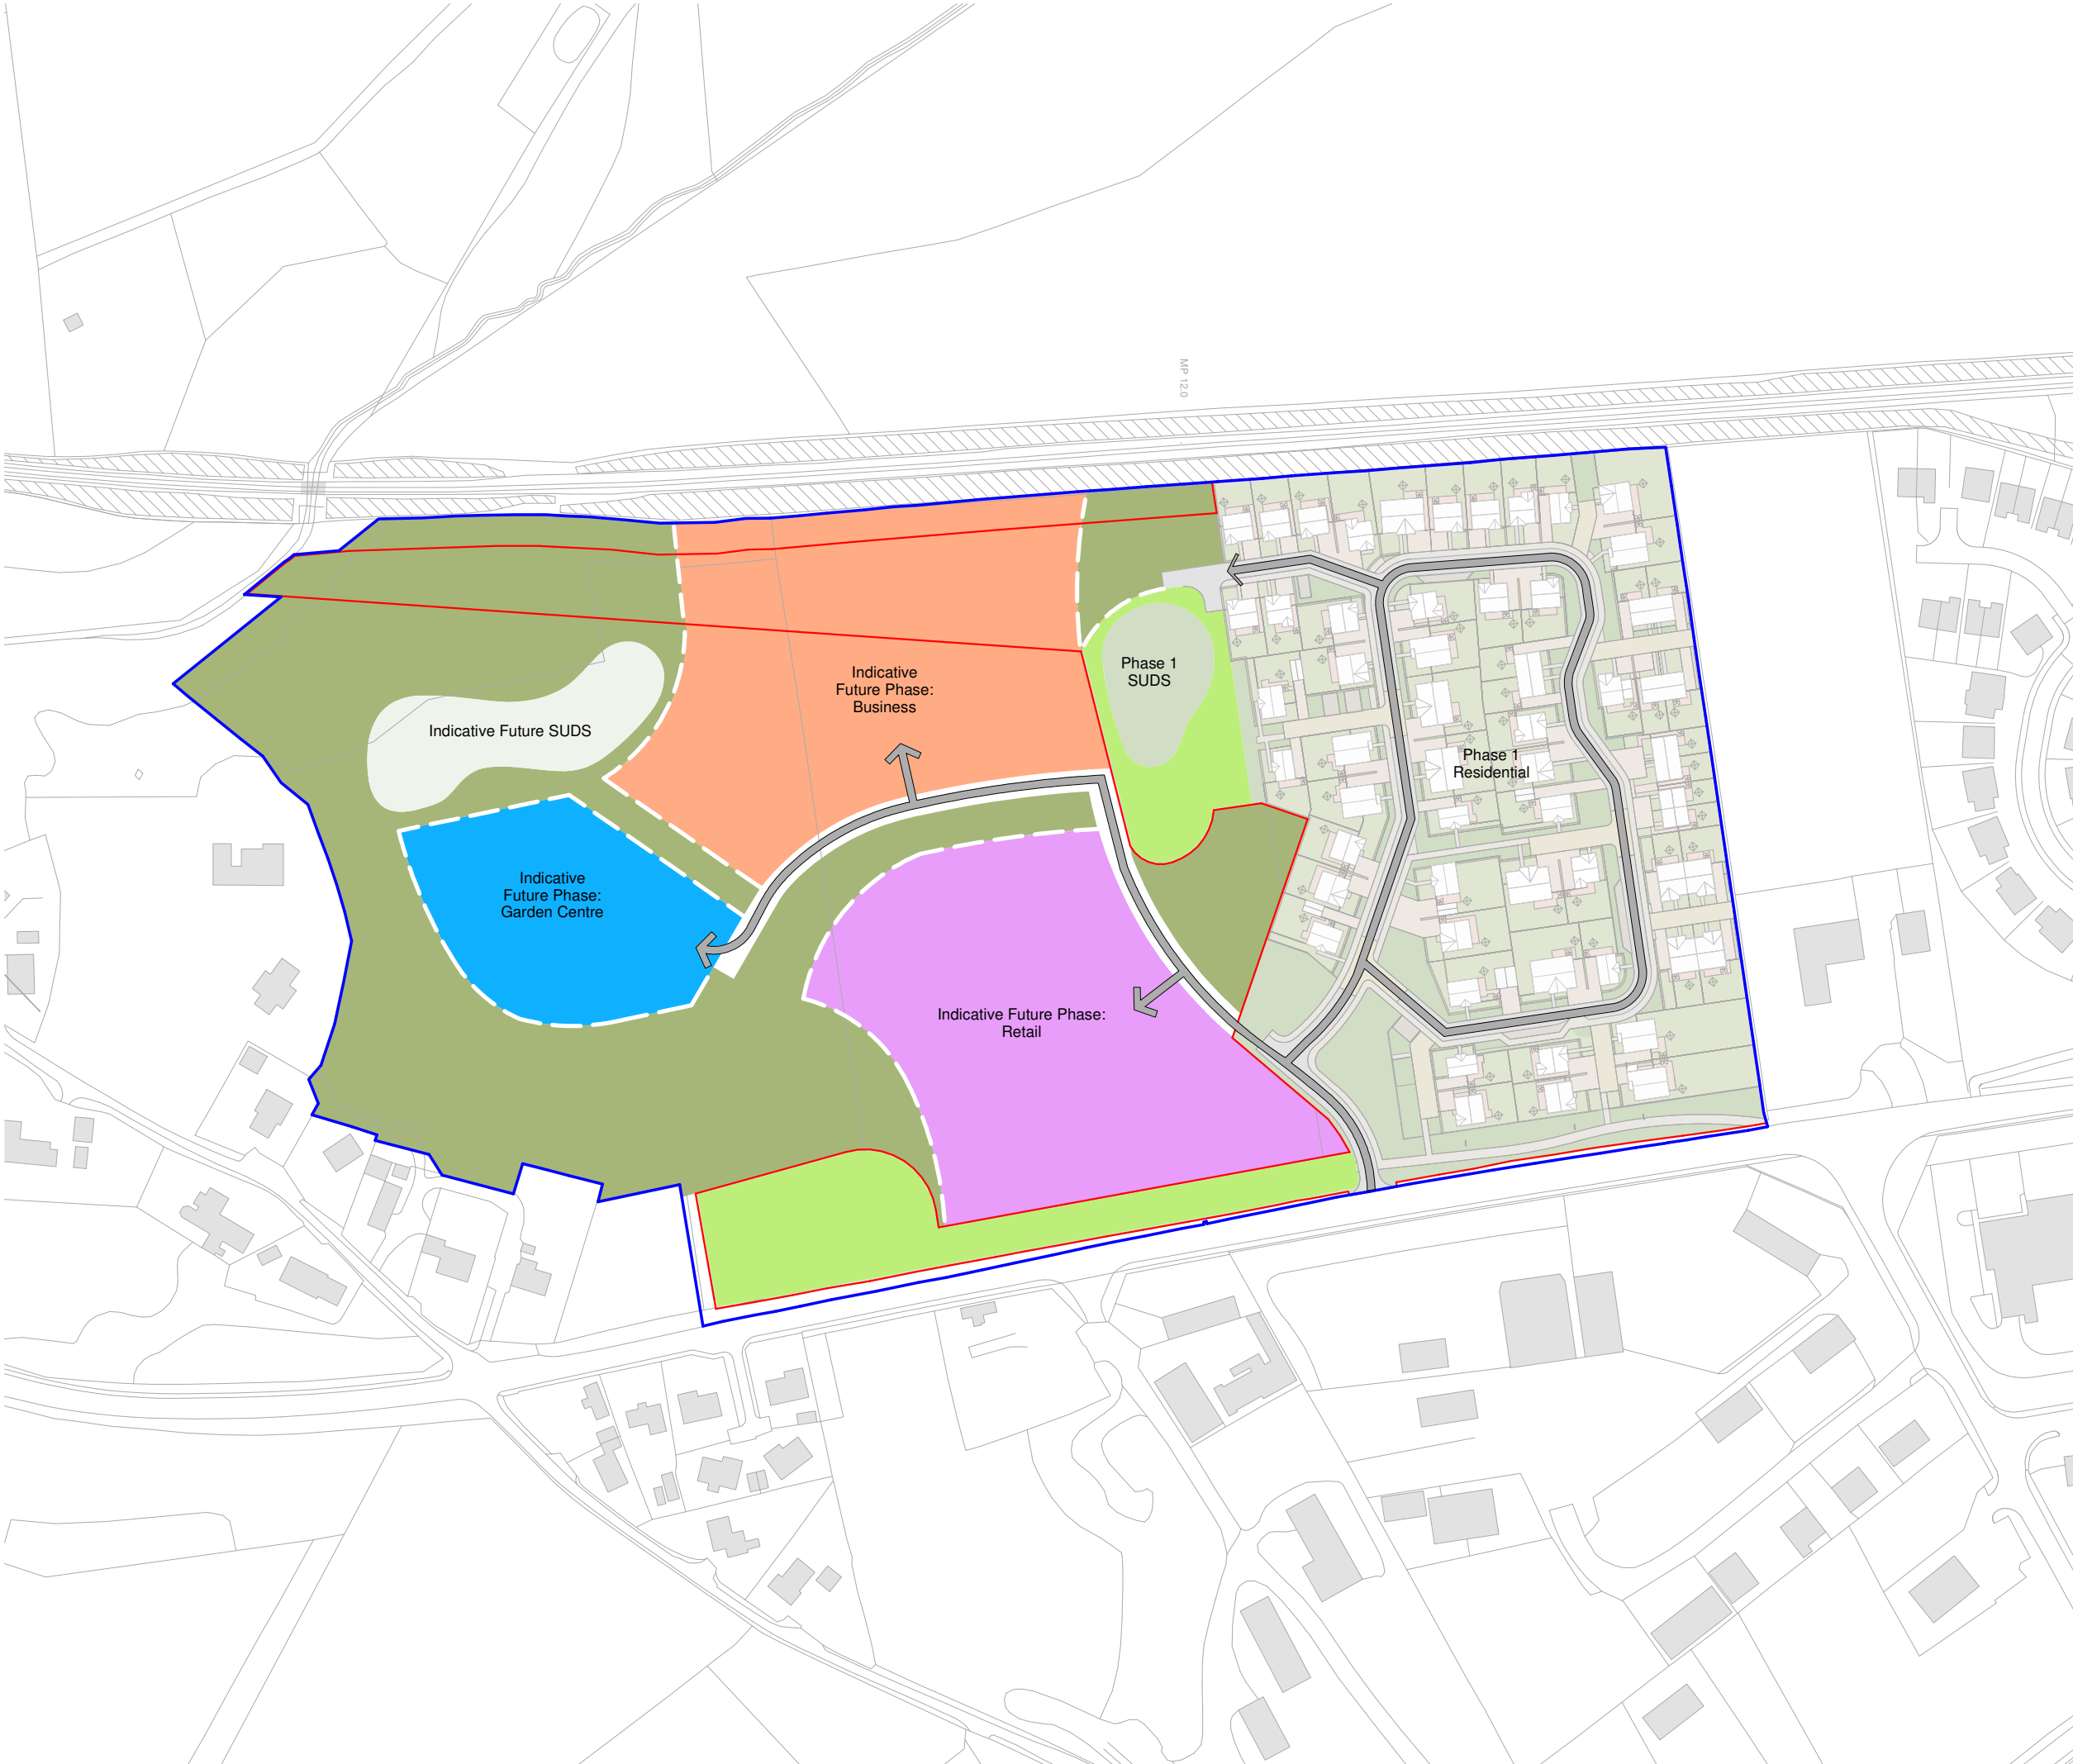 MP 12.0
Phase 1
SUDS
Indicative
Future Phase:
Business
Indicative Future SUDS
Phase 1
Residential
Indicative
Future Phase:
Garden Centre
Indicative Future Phase:
Retail